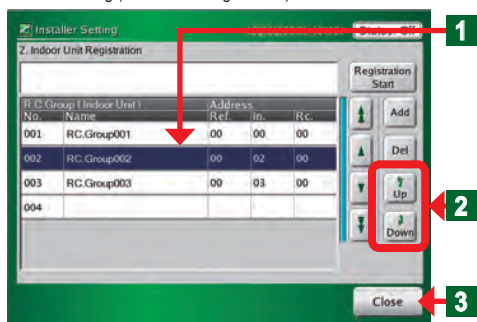 Installer Setting
1
2. Indoor Unit Registration
Registration
Start
R.C.Group (Indoor Unit) Address
No. Name Ref. In. Rc.
Add
001 RC.Group001 00 00 00
Del
002 RC.Group002 00 02 00
003 RC.Group003 00 03 00
Up
2
004
Down
Close
3